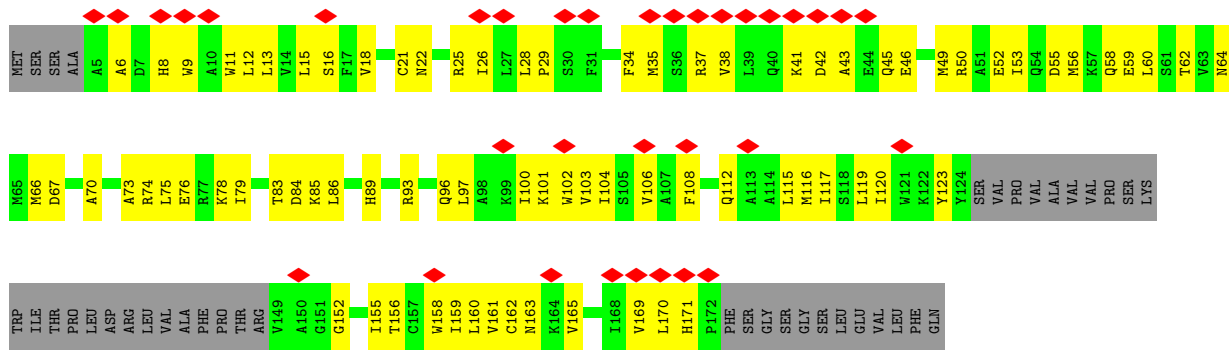 MET SER SER ALA A5 A6 D7 H8 W9 A10 W11 L12 L13 V14 L15 S16 F17 V18 C21 N22 R25 I26 L27 L28 P29 S30 F31 F34 M35 S36 R37 V38 L39 Q40 K41 D42 A43 E44 Q45 E46 M49 R50 A51 E52 I53 Q54 D55 M56 K57 Q58 E59 L60 S61 T62 V63 N64
M65 M66 D67 A70 A73 R74 L75 E76 R77 K78 I79 T83 D84 K85 L86 H89 R93 Q96 L97 A98 K99 I100 K101 W102 V103 I104 S105 V106 A107 F108 Q112 A113 A114 L115 M116 I117 S118 L119 I120 W121 K122 Y123 Y124 SER VAL PRO VAL ALA VAL VAL PRO SER LYS
TRP ILE THR PRO LEU ASP ARG LEU VAL ALA PHE PRO THR ARG V149 A150 G151 G152 I155 T156 C157 W158 I159 L160 V161 C162 N163 K164 V165 I168 V169 L170 H171 P172 PHE SER GLY SER GLY SER LEU GLU VAL LEU PHE GLN